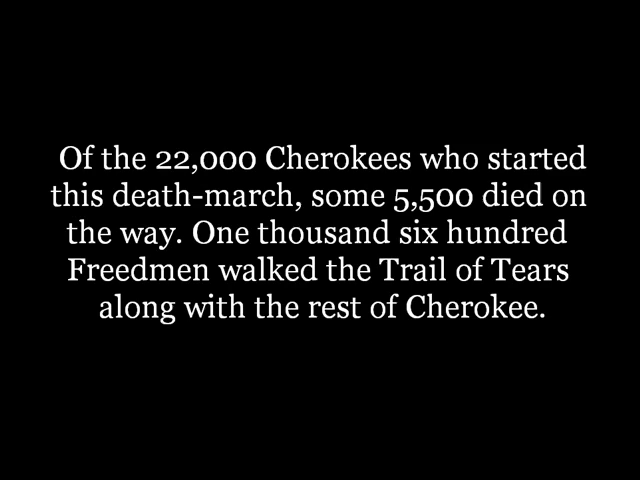 Of the 22,000 Cherokees who started
this death-march, some 5,500 died on
the way. One thousand six hundred
Freedmen walked the Trail of Tears
along with the rest of Cherokee.